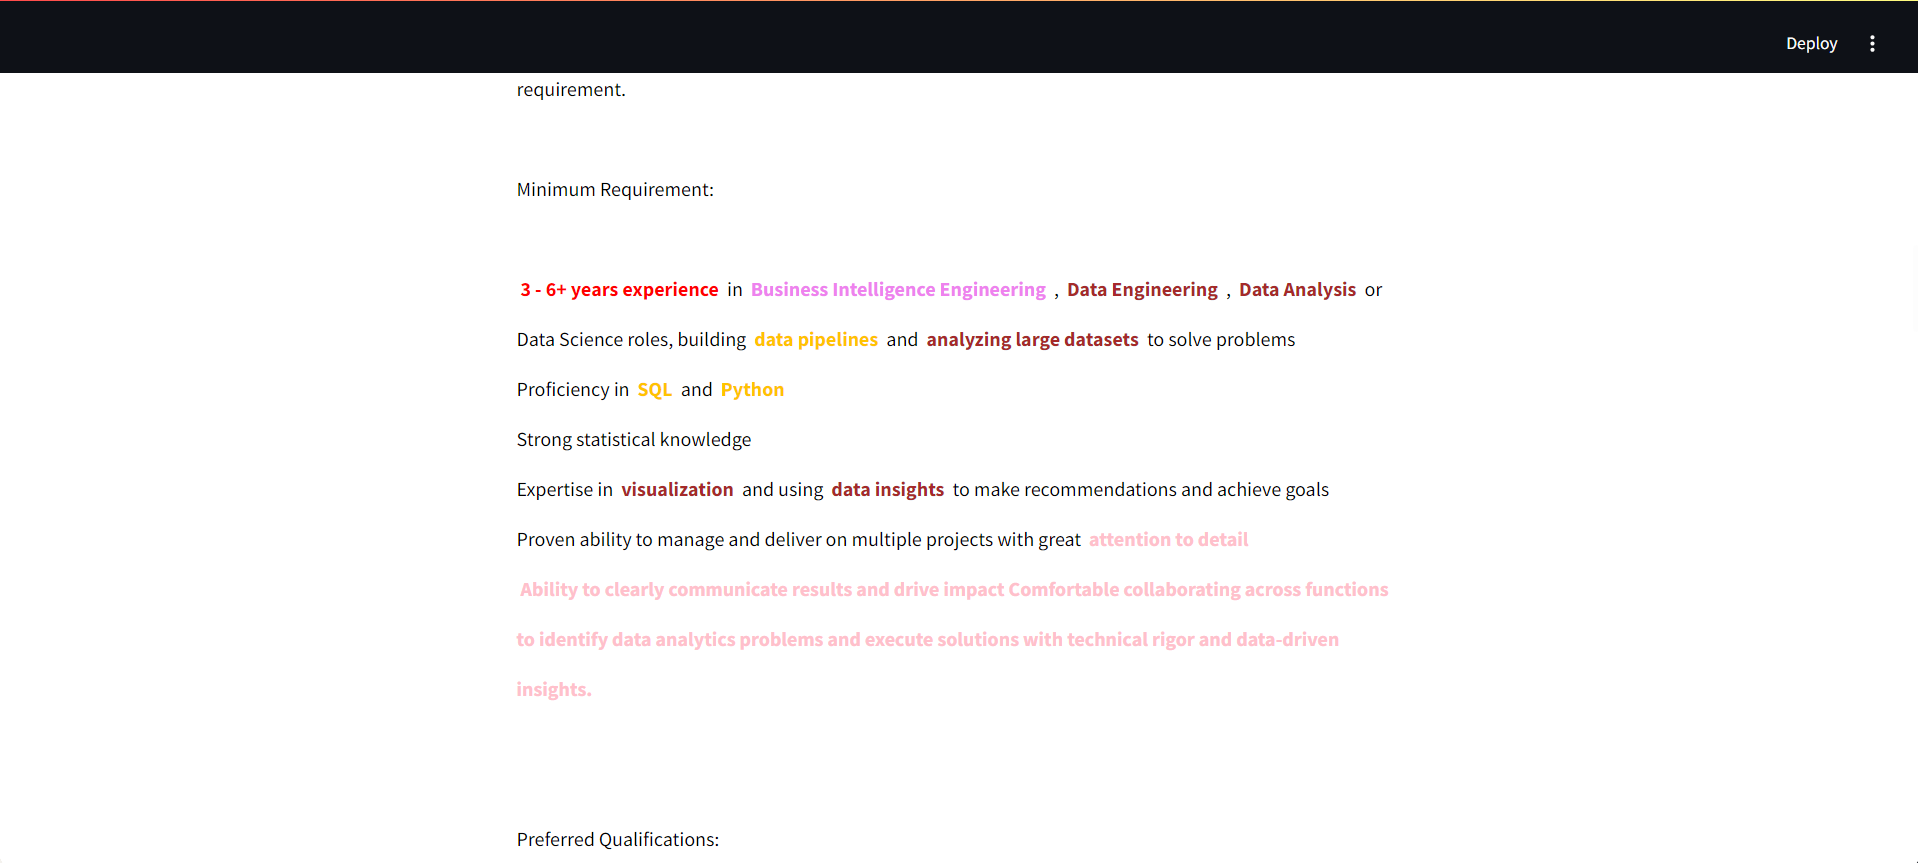 Deploy
requirement.
Minimum Requirement:
3 - 6+ years experience in Business Intelligence Engineering , Data Engineering , Data Analysis or
Data Science roles, building data pipelines and analyzing large datasets to solve problems
Proficiency in SQL and Python
Strong statistical knowledge
Expertise in visualization and using data insights to make recommendations and achieve goals
Proven ability to manage and deliver on multiple projects with great attention to detail
Ability to clearly communicate results and drive impact Comfortable collaborating across functions
to identify data analytics problems and execute solutions with technical rigor and data-driven
insights.
Preferred Qualifications: